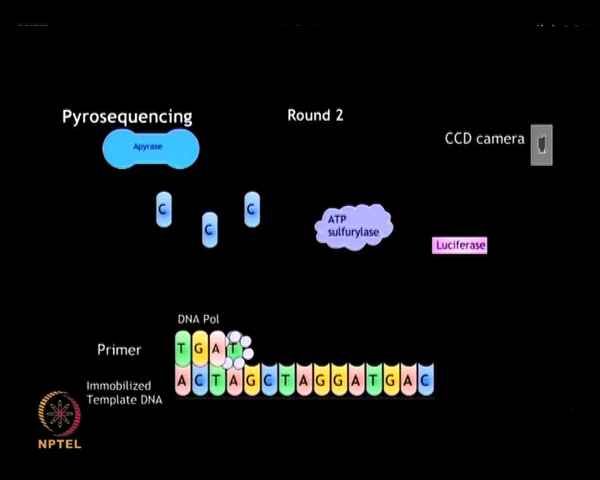 Pyrosequencing
Round 2
Apyrase
CCD camera
C
C
C
ATP
sulfurylase
Luciferase
DNA Pol
Primer
T G A T
Immobilized
Template DNA
A C T A G C T A G G A T G A C
NPTEL